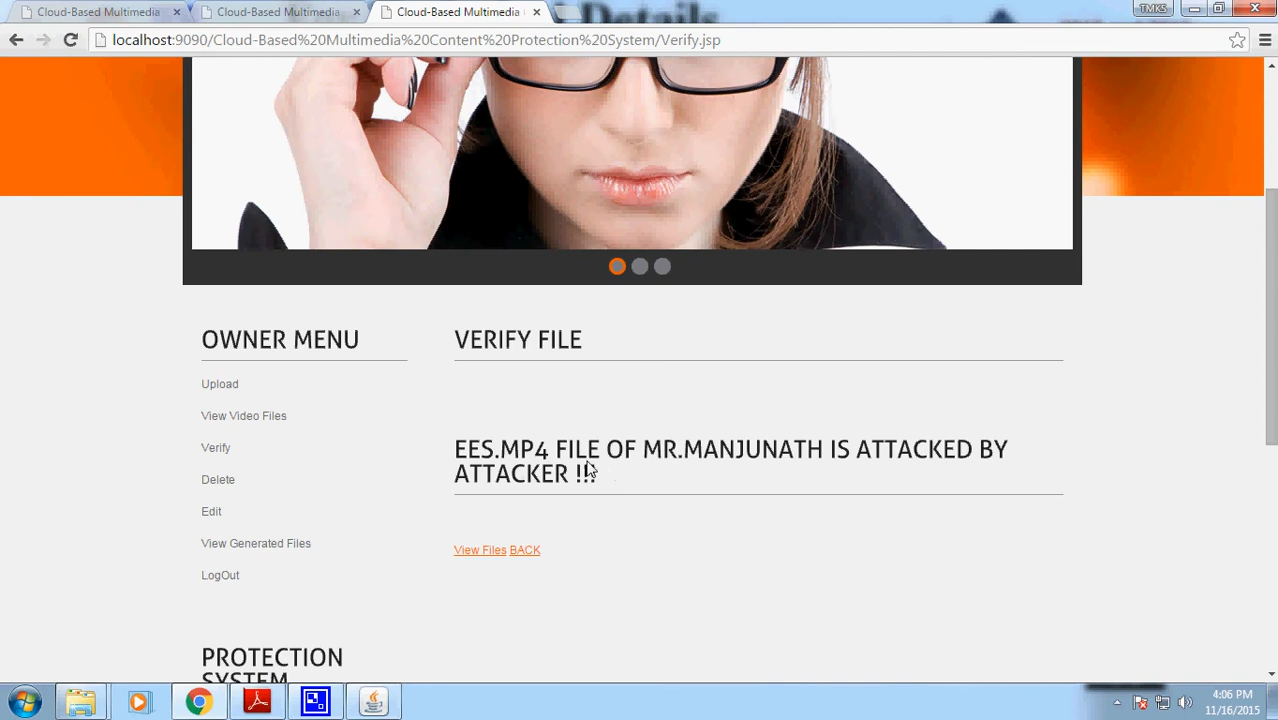 Details
Cloud-Based Multimedia
Cloud-Based Multimedia
Cloud-Based Multimedia
TMKS
localhost:9090/Cloud-Based%20Multimedia%20Content%20Protection%20System/Verify.jsp
OWNER MENU
Upload
View Video Files
Verify
Delete
Edit
View Generated Files
LogOut
PROTECTION
SYSTEM
VERIFY FILE
EES.MP4 FILE OF MR.MANJUNATH IS ATTACKED BY
ATTACKER !!!
View Files BACK
4:06 PM
11/16/2015